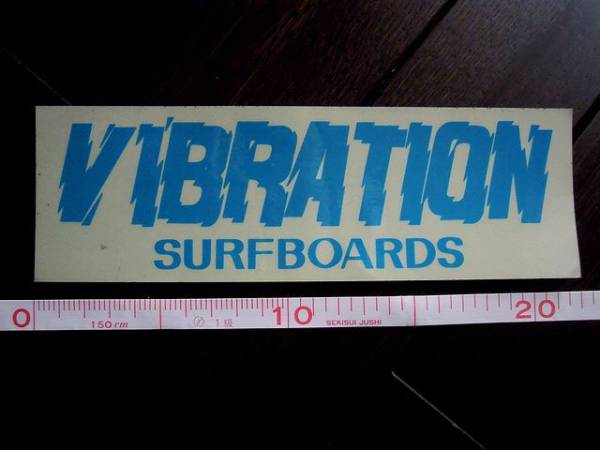 VIBRATION
SURFBOARDS
0 10 20
150cm 1級 SEKISUI JUSHI